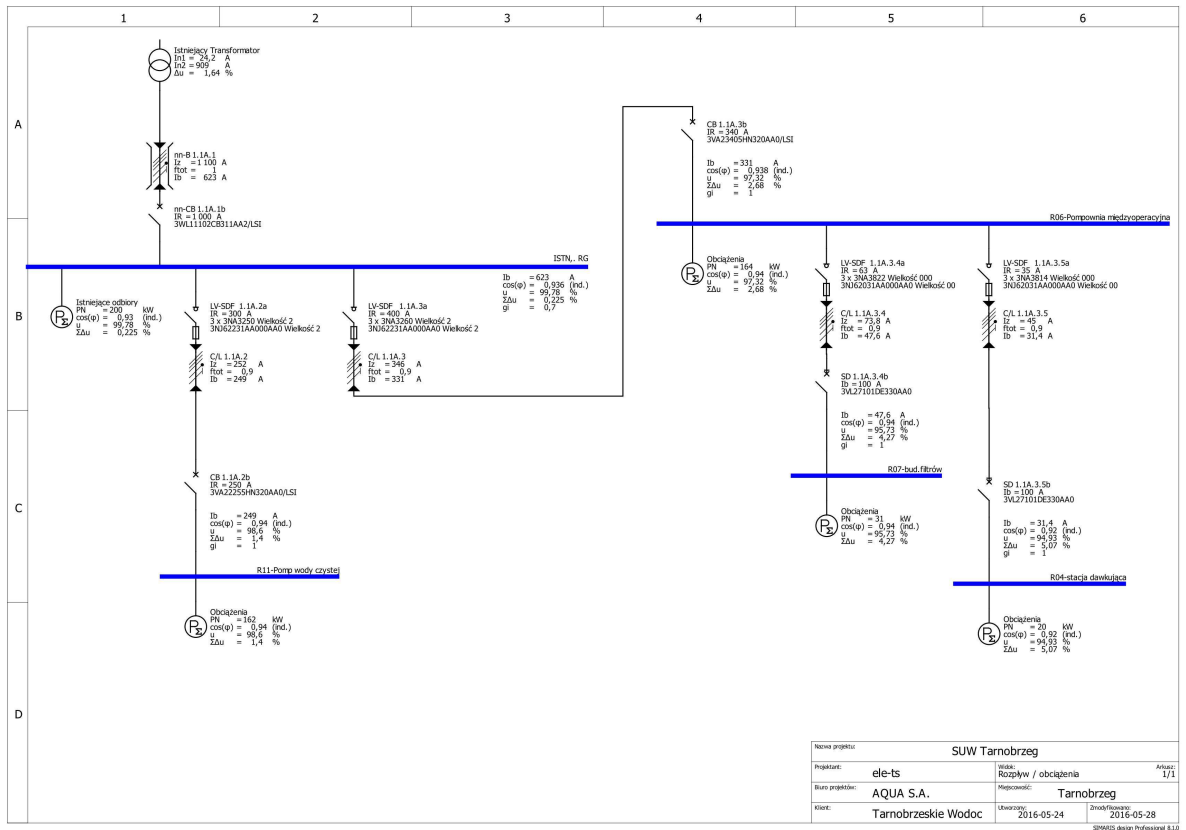 1 2 3 4 5 6
A
B
C
D
Istniejący Transformator
In1 = 24,2 A
In2 = 909 A
Δu = 1,64 %
nn-B 1.1A.1
Iz = 1 100 A
ftot = 1
Ib = 623 A
nn-CB 1.1A.1b
IR = 1 000 A
3WL11102CB311AA2/LSI
ISTN,. RG
Ib = 623 A
cos(φ) = 0,936 (ind.)
u = 99,78 %
ΣΔu = 0,225 %
gi = 0,7
Istniejące odbiory
PN = 200 kW
cos(φ) = 0,93 (ind.)
u = 99,78 %
ΣΔu = 0,225 %
PΣ
LV-SDF 1.1A.2a
IR = 300 A
3 x 3NA3250 Wielkość 2
3NJ62231AA000AA0 Wielkość 2
C/L 1.1A.2
Iz = 252 A
ftot = 0,9
Ib = 249 A
CB 1.1A.2b
IR = 250 A
3VA22255HN320AA0/LSI
Ib = 249 A
cos(φ) = 0,94 (ind.)
u = 98,6 %
ΣΔu = 1,4 %
gi = 1
R11-Pomp wody czystej
Obciążenia
PN = 162 kW
cos(φ) = 0,94 (ind.)
u = 98,6 %
ΣΔu = 1,4 %
PΣ
LV-SDF 1.1A.3a
IR = 400 A
3 x 3NA3260 Wielkość 2
3NJ62231AA000AA0 Wielkość 2
C/L 1.1A.3
Iz = 346 A
ftot = 0,9
Ib = 331 A
CB 1.1A.3b
IR = 340 A
3VA23405HN320AA0/LSI
Ib = 331 A
cos(φ) = 0,938 (ind.)
u = 97,32 %
ΣΔu = 2,68 %
gi = 1
R06-Pompownia międzyoperacyjna
Obciążenia
PN = 164 kW
cos(φ) = 0,94 (ind.)
u = 97,32 %
ΣΔu = 2,68 %
PΣ
LV-SDF 1.1A.3.4a
IR = 63 A
3 x 3NA3822 Wielkość 000
3NJ62031AA000AA0 Wielkość 00
C/L 1.1A.3.4
Iz = 73,8 A
ftot = 0,9
Ib = 47,6 A
SD 1.1A.3.4b
Ib = 100 A
3VL27101DE330AA0
Ib = 47,6 A
cos(φ) = 0,94 (ind.)
u = 95,73 %
ΣΔu = 4,27 %
gi = 1
R07-bud.filtrów
Obciążenia
PN = 31 kW
cos(φ) = 0,94 (ind.)
u = 95,73 %
ΣΔu = 4,27 %
PΣ
LV-SDF 1.1A.3.5a
IR = 35 A
3 x 3NA3814 Wielkość 000
3NJ62031AA000AA0 Wielkość 00
C/L 1.1A.3.5
Iz = 45 A
ftot = 0,9
Ib = 31,4 A
SD 1.1A.3.5b
Ib = 100 A
3VL27101DE330AA0
Ib = 31,4 A
cos(φ) = 0,92 (ind.)
u = 94,93 %
ΣΔu = 5,07 %
gi = 1
R04-stacja dawkująca
Obciążenia
PN = 20 kW
cos(φ) = 0,92 (ind.)
u = 94,93 %
ΣΔu = 5,07 %
PΣ
Nazwa projektu: SUW Tarnobrzeg
Projektant: ele-ts
Widok: Rozpływ / obciążenia
Arkusz: 1/1
Biuro projektów: AQUA S.A.
Miejscowość: Tarnobrzeg
Klient: Tarnobrzeskie Wodoc
Utworzony: 2016-05-24
Zmodyfikowano: 2016-05-28
SIMARIS design Professional 8.1.0